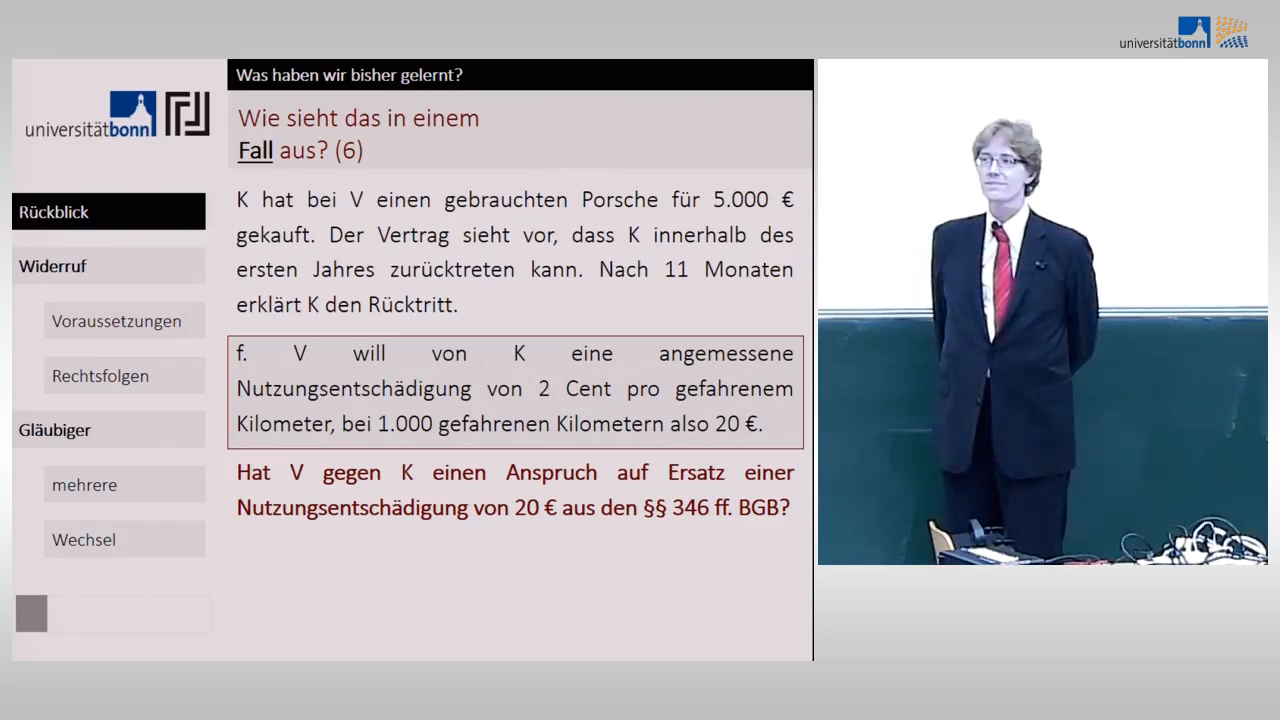 universitätbonn
Was haben wir bisher gelernt?
universitätbonn
Wie sieht das in einem
Fall aus? (6)
Rückblick
Widerruf
Voraussetzungen
Rechtsfolgen
Gläubiger
mehrere
Wechsel
K hat bei V einen gebrauchten Porsche für 5.000 €
gekauft. Der Vertrag sieht vor, dass K innerhalb des
ersten Jahres zurücktreten kann. Nach 11 Monaten
erklärt K den Rücktritt.
f. V will von K eine angemessene
Nutzungsentschädigung von 2 Cent pro gefahrenem
Kilometer, bei 1.000 gefahrenen Kilometern also 20 €.
Hat V gegen K einen Anspruch auf Ersatz einer
Nutzungsentschädigung von 20 € aus den §§ 346 ff. BGB?